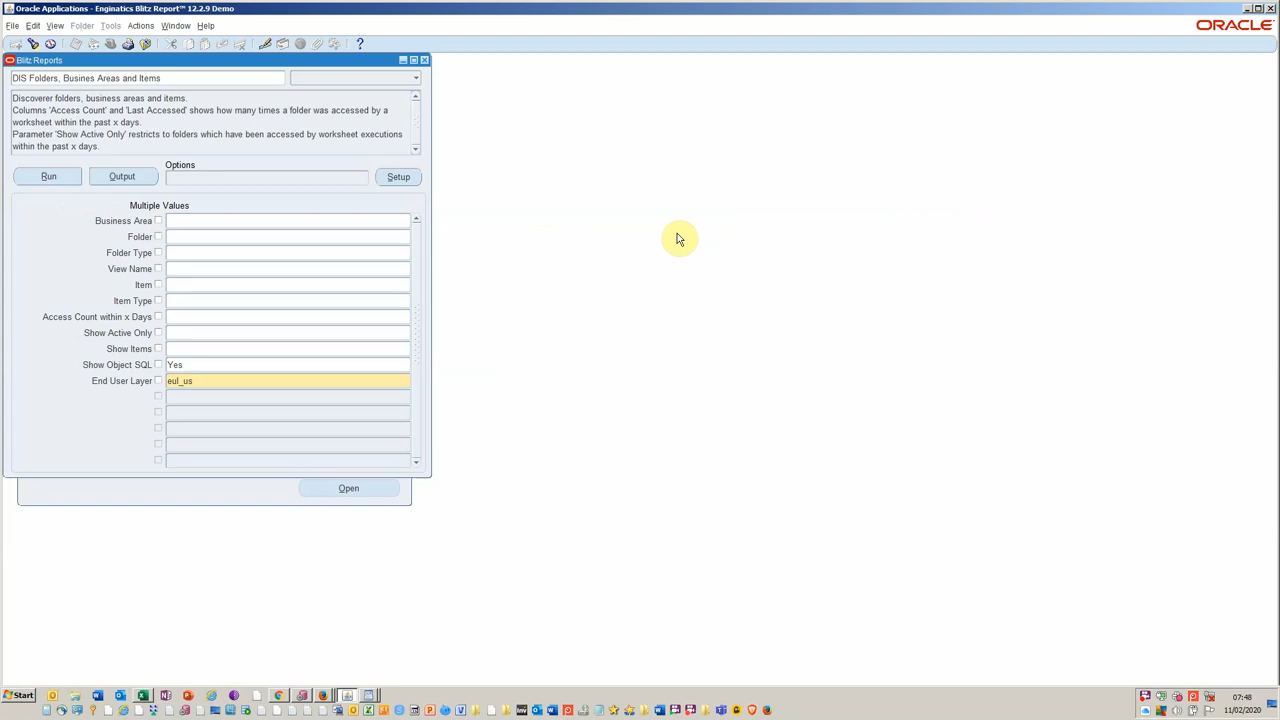 Oracle Applications - Enginatics Blitz Report™ 12.2.9 Demo
File Edit View Folder Tools Actions Window Help
ORACLE
Blitz Reports
DIS Folders, Busines Areas and Items
Discoverer folders, business areas and items.
Columns 'Access Count' and 'Last Accessed' shows how many times a folder was accessed by a
worksheet within the past x days.
Parameter 'Show Active Only' restricts to folders which have been accessed by worksheet executions
within the past x days.
Options
Run Output Setup
Multiple Values
Business Area
Folder
Folder Type
View Name
Item
Item Type
Access Count within x Days
Show Active Only
Show Items
Show Object SQL Yes
End User Layer eul_us
Open
Start
07:48
11/02/2020